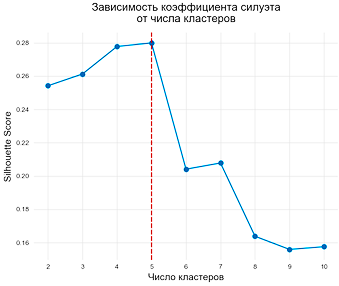 Зависимость коэффициента силуэта
от числа кластеров
Silhouette Score
0.28
0.26
0.24
0.22
0.20
0.18
0.16
2 3 4 5 6 7 8 9 10
Число кластеров